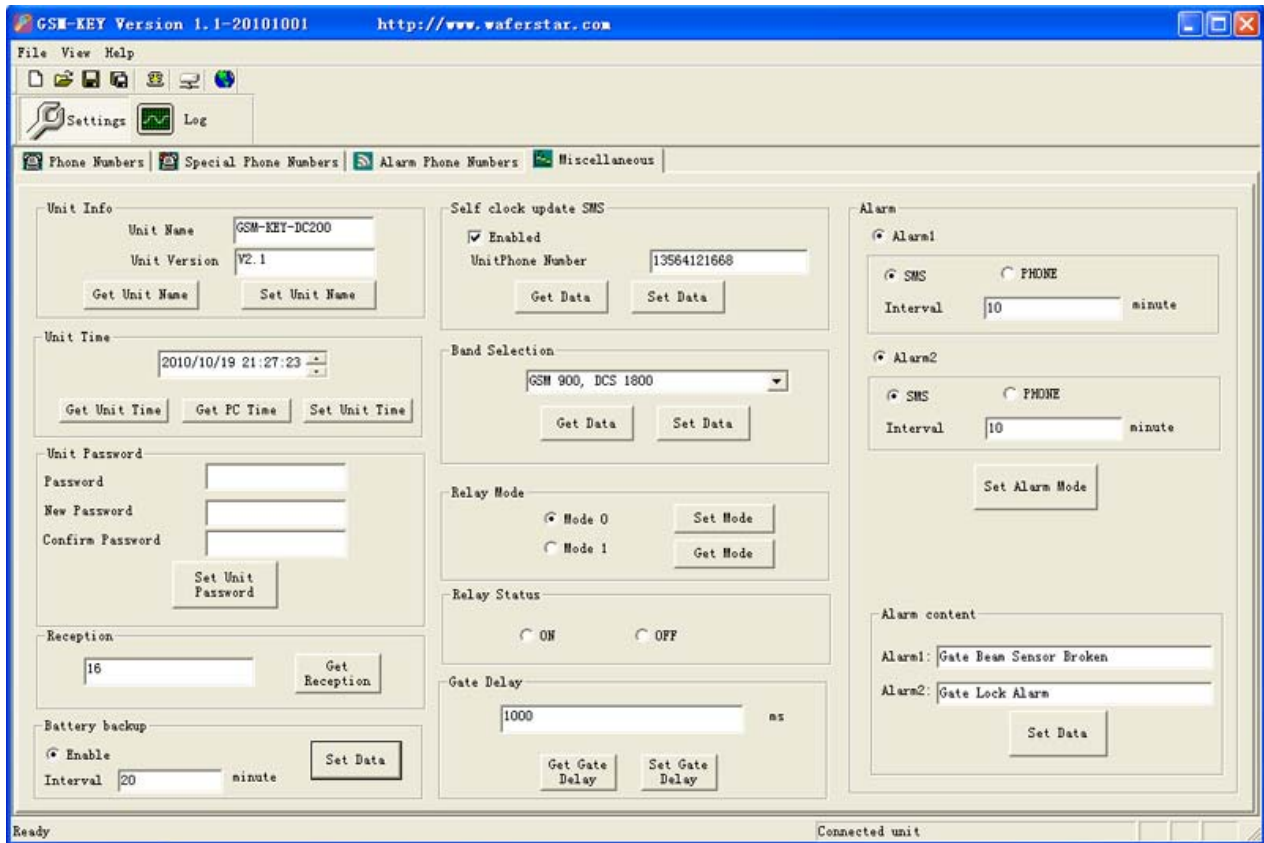 GSM-KEY Version 1.1-20101001 http://www.waferstar.com
File View Help
Settings Log
Phone Numbers Special Phone Numbers Alarm Phone Numbers Miscellaneous
Unit Info
Unit Name GSM-KEY-DC200
Unit Version V2.1
Get Unit Name Set Unit Name
Unit Time
2010/10/19 21:27:23
Get Unit Time Get PC Time Set Unit Time
Unit Password
Password
New Password
Confirm Password
Set Unit
Password
Reception
16
Get
Reception
Battery backup
Enable
Interval 20 minute
Set Data
Self clock update SMS
Enabled
UnitPhone Number 13564121668
Get Data Set Data
Band Selection
GSM 900, DCS 1800
Get Data Set Data
Relay Mode
Mode 0 Set Mode
Mode 1 Get Mode
Relay Status
ON OFF
Gate Delay
1000 ms
Get Gate
Delay
Set Gate
Delay
Alarm
Alarm1
SMS PHONE
Interval 10 minute
Alarm2
SMS PHONE
Interval 10 minute
Set Alarm Mode
Alarm content
Alarm1: Gate Beam Sensor Broken
Alarm2: Gate Lock Alarm
Set Data
Ready Connected unit